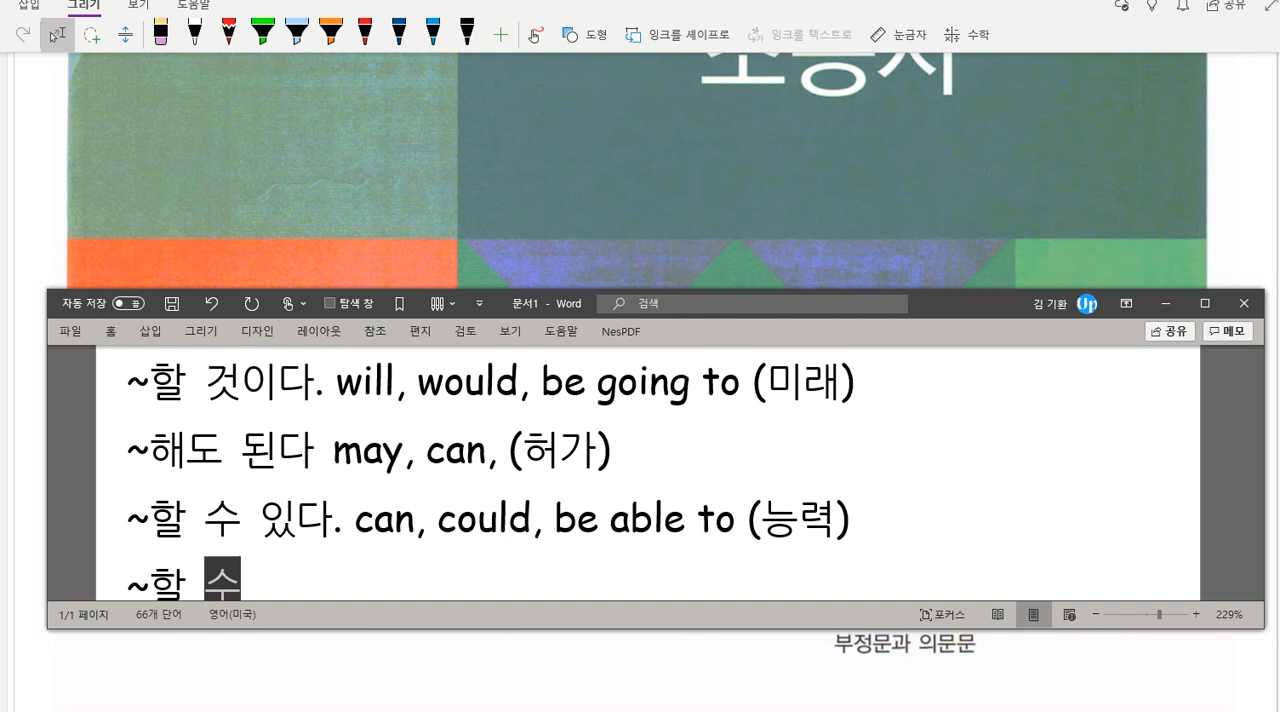 삽입 그리기 보기 도움말
공유
도형 잉크를 셰이프로 잉크를 텍스트로 눈금자 수학
조동사
자동 저장 탐색 창 문서1 - Word 검색 김 기환 Up
파일 홈 삽입 그리기 디자인 레이아웃 참조 편지 검토 보기 도움말 NesPDF 공유 메모
~할 것이다. will, would, be going to (미래)
~해도 된다 may, can, (허가)
~할 수 있다. can, could, be able to (능력)
~할 수
1/1 페이지 66개 단어 영어(미국) 포커스 229%
부정문과 의문문